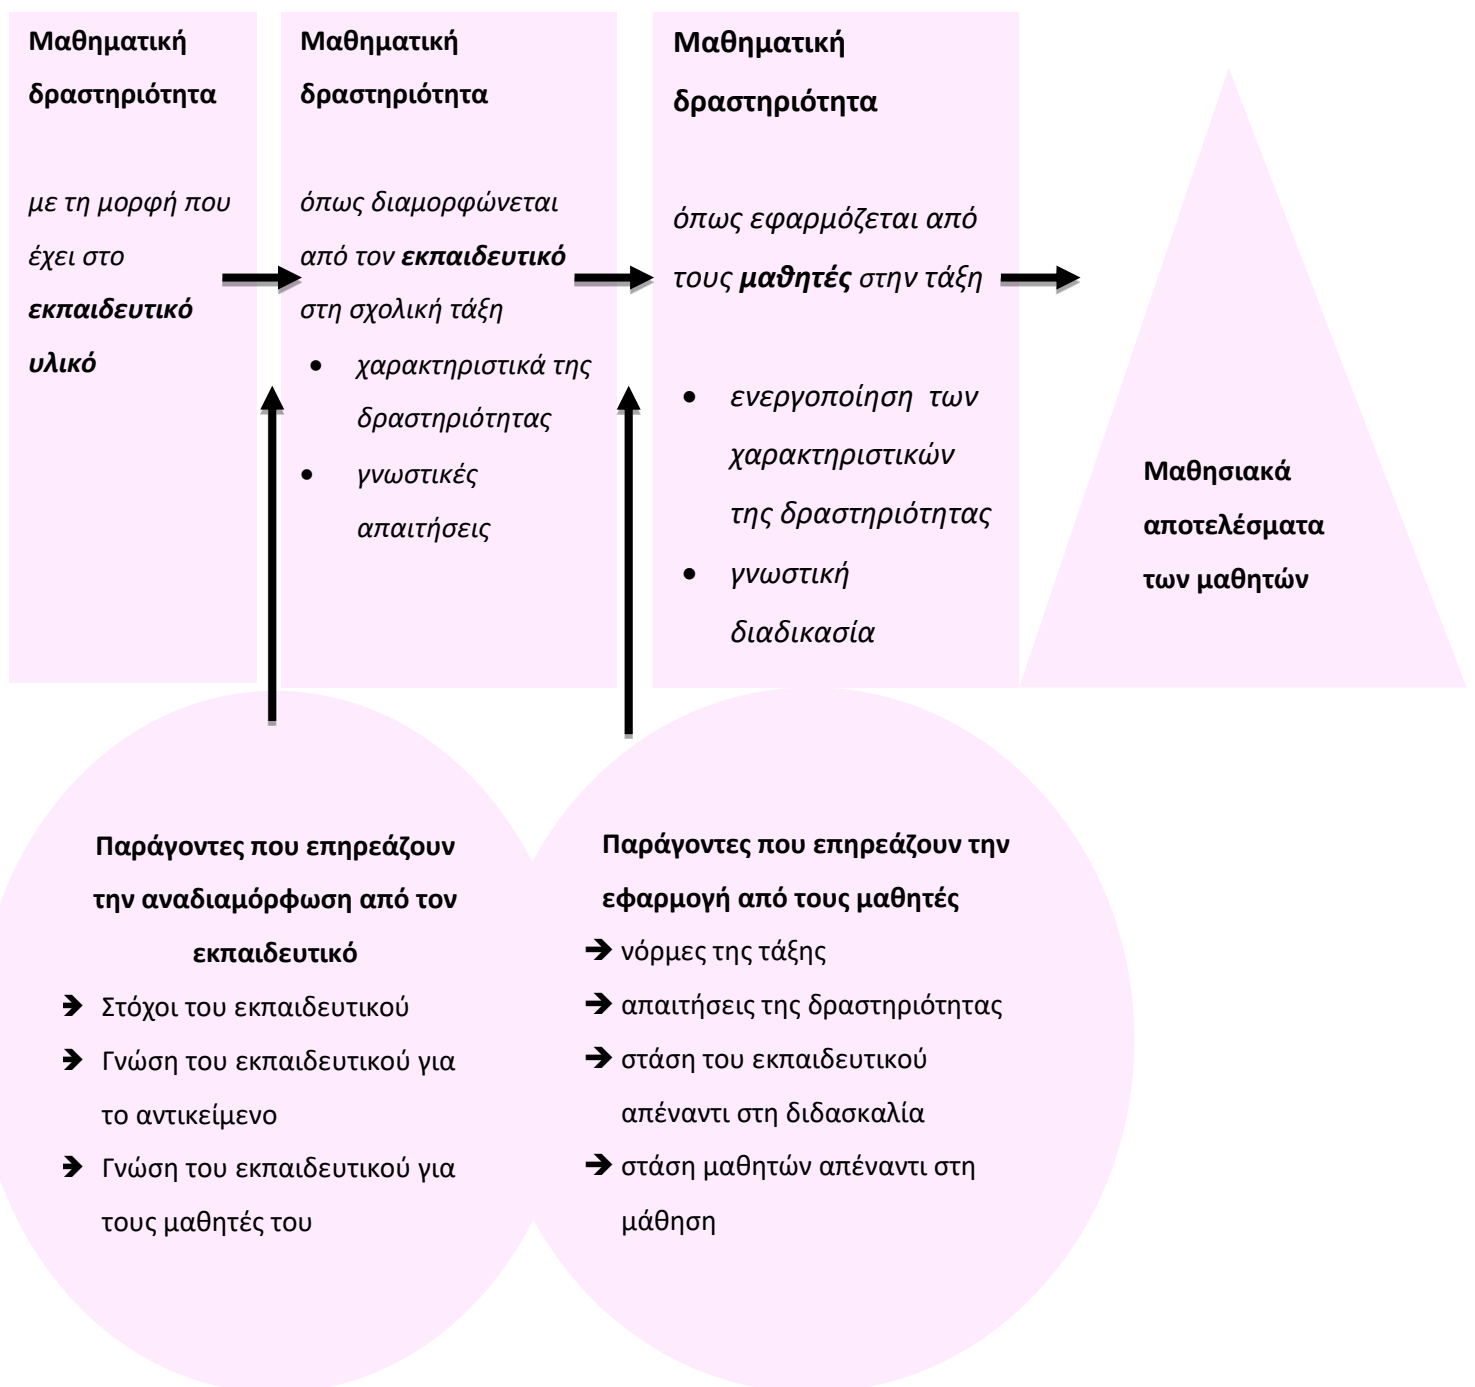 Μαθηματική
δραστηριότητα
με τη μορφή που
έχει στο
εκπαιδευτικό
υλικό
Μαθηματική
δραστηριότητα
όπως διαμορφώνεται
από τον εκπαιδευτικό
στη σχολική τάξη
• χαρακτηριστικά της
δραστηριότητας
• γνωστικές
απαιτήσεις
Μαθηματική
δραστηριότητα
όπως εφαρμόζεται από
τους μαθητές στην τάξη
• ενεργοποίηση των
χαρακτηριστικών
της δραστηριότητας
• γνωστική
διαδικασία
Μαθησιακά
αποτελέσματα
των μαθητών
Παράγοντες που επηρεάζουν
την αναδιαμόρφωση από τον
εκπαιδευτικό
➔ Στόχοι του εκπαιδευτικού
➔ Γνώση του εκπαιδευτικού για
το αντικείμενο
➔ Γνώση του εκπαιδευτικού για
τους μαθητές του
Παράγοντες που επηρεάζουν την
εφαρμογή από τους μαθητές
➔ νόρμες της τάξης
➔ απαιτήσεις της δραστηριότητας
➔ στάση του εκπαιδευτικού
απέναντι στη διδασκαλία
➔ στάση μαθητών απέναντι στη
μάθηση